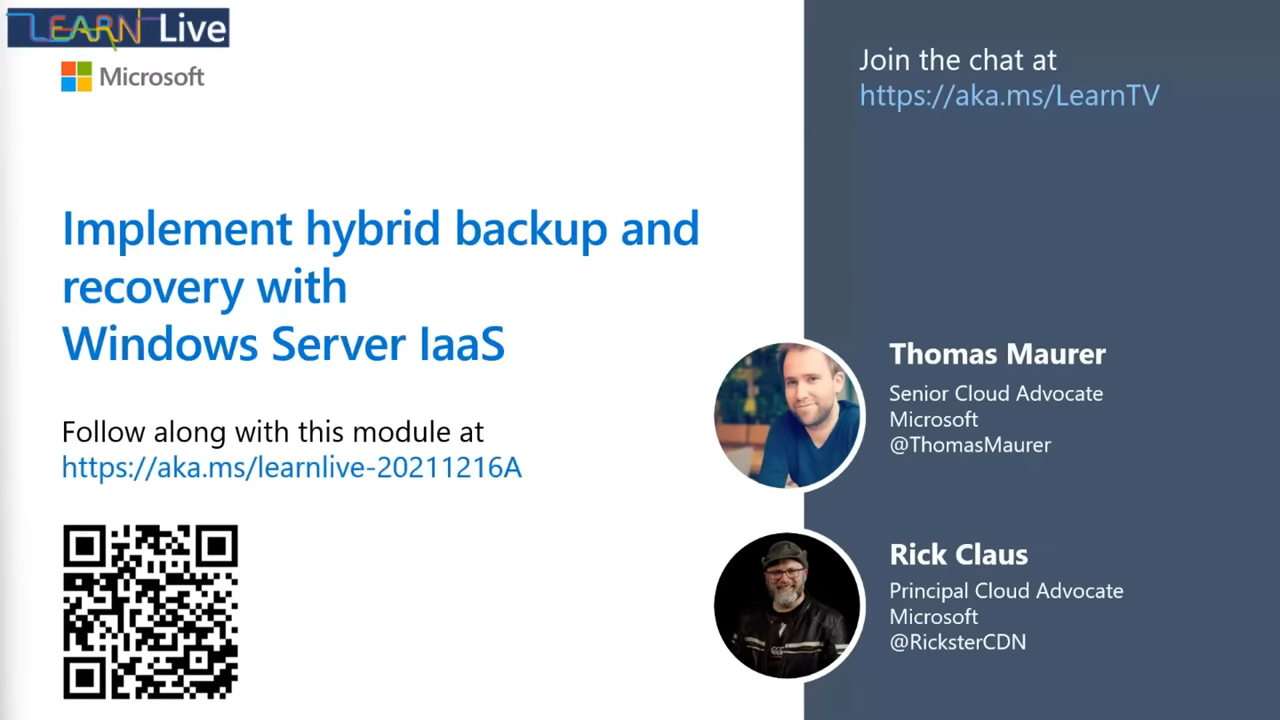 LEARN Live
Microsoft
Join the chat at
https://aka.ms/LearnTV
Implement hybrid backup and
recovery with
Windows Server IaaS
Follow along with this module at
https://aka.ms/learnlive-20211216A
Thomas Maurer
Senior Cloud Advocate
Microsoft
@ThomasMaurer
Rick Claus
Principal Cloud Advocate
Microsoft
@RicksterCDN